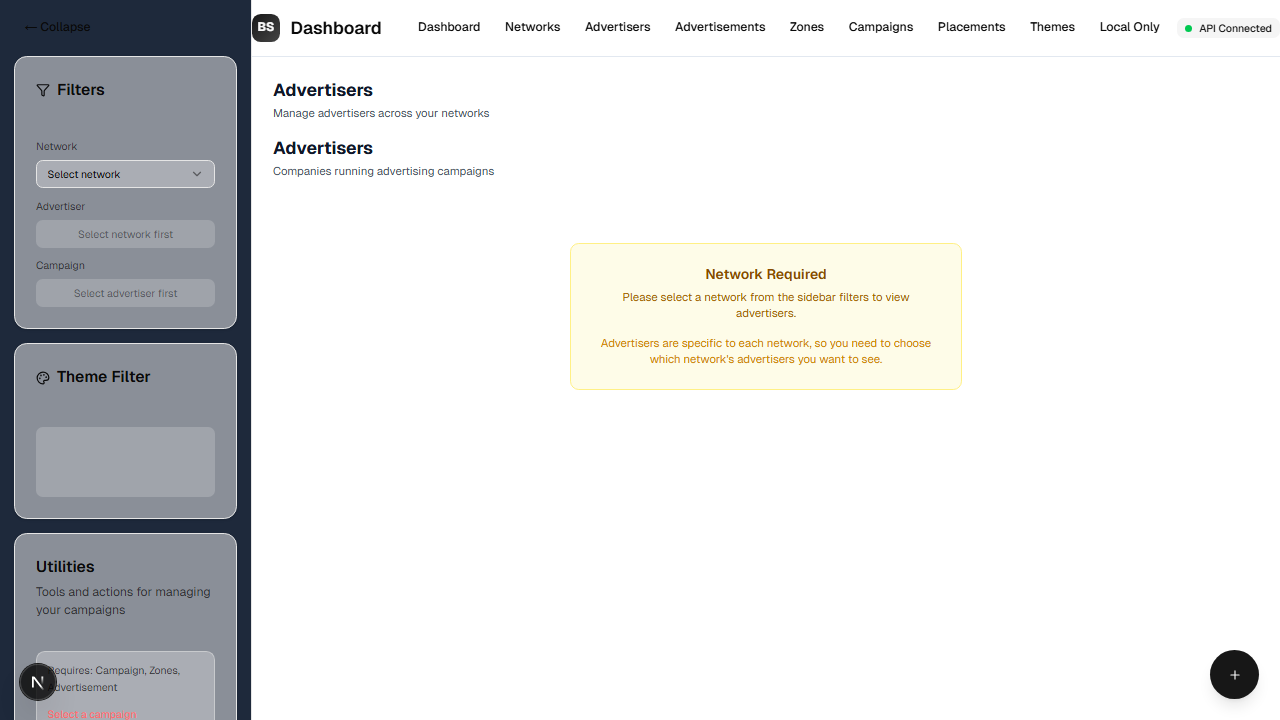 ← Collapse
BS Dashboard Dashboard Networks Advertisers Advertisements Zones Campaigns Placements Themes Local Only API Connected
Filters
Network
Select network
Advertiser
Select network first
Campaign
Select advertiser first
Theme Filter
Utilities
Tools and actions for managing
your campaigns
Requires: Campaign, Zones,
Advertisement
Select a campaign
N
Advertisers
Manage advertisers across your networks
Advertisers
Companies running advertising campaigns
Network Required
Please select a network from the sidebar filters to view
advertisers.
Advertisers are specific to each network, so you need to choose
which network's advertisers you want to see.
+